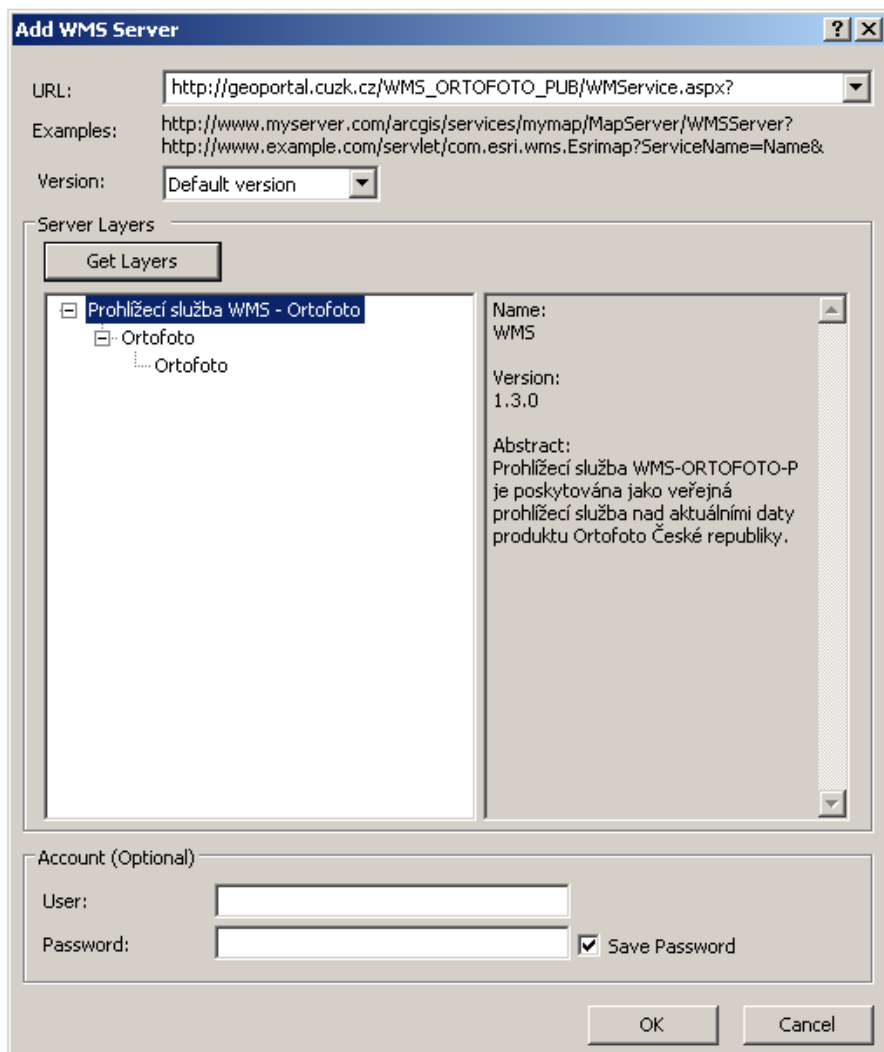 Add WMS Server
URL:
http://geoportal.cuzk.cz/WMS_ORTOFOTO_PUB/WMService.aspx?
Examples:
http://www.myserver.com/arcgis/services/mymap/MapServer/WMSServer?
http://www.example.com/servlet/com.esri.wms.Esrimap?ServiceName=Name&
Version:
Default version
Server Layers
Get Layers
Prohlížecí služba WMS - Ortofoto
Ortofoto
Ortofoto
Name:
WMS
Version:
1.3.0
Abstract:
Prohlížecí služba WMS-ORTOFOTO-P
je poskytována jako veřejná
prohlížecí služba nad aktuálními daty
produktu Ortofoto České republiky.
Account (Optional)
User:
Password:
Save Password
OK
Cancel